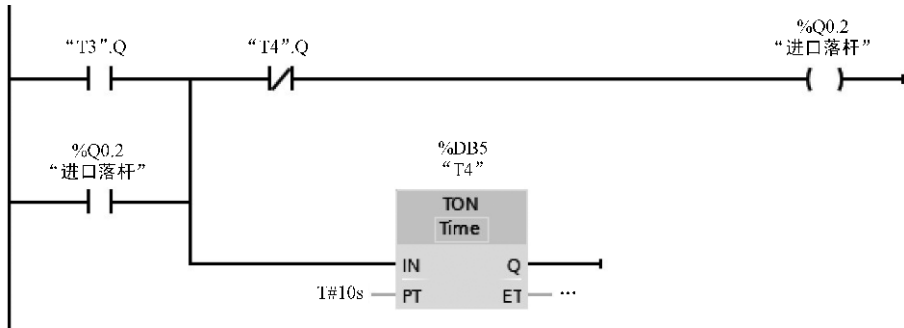 “T3”.Q
“T4”.Q
%Q0.2
“进口落杆”
%Q0.2
“进口落杆”
%DB5
“T4”
TON
Time
IN
Q
T#10s
PT
ET
...